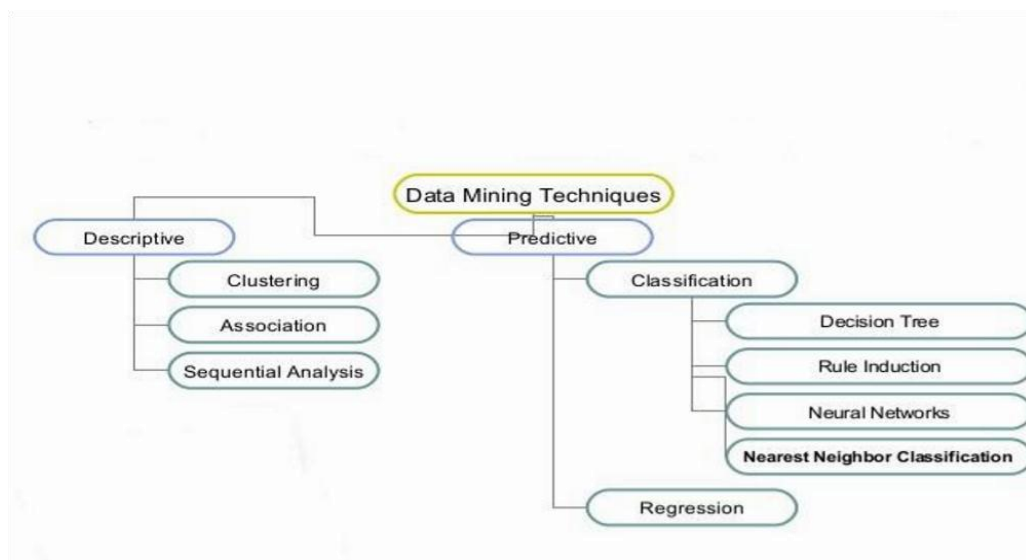 Data Mining Techniques
Descriptive
Clustering
Association
Sequential Analysis
Predictive
Classification
Decision Tree
Rule Induction
Neural Networks
Nearest Neighbor Classification
Regression